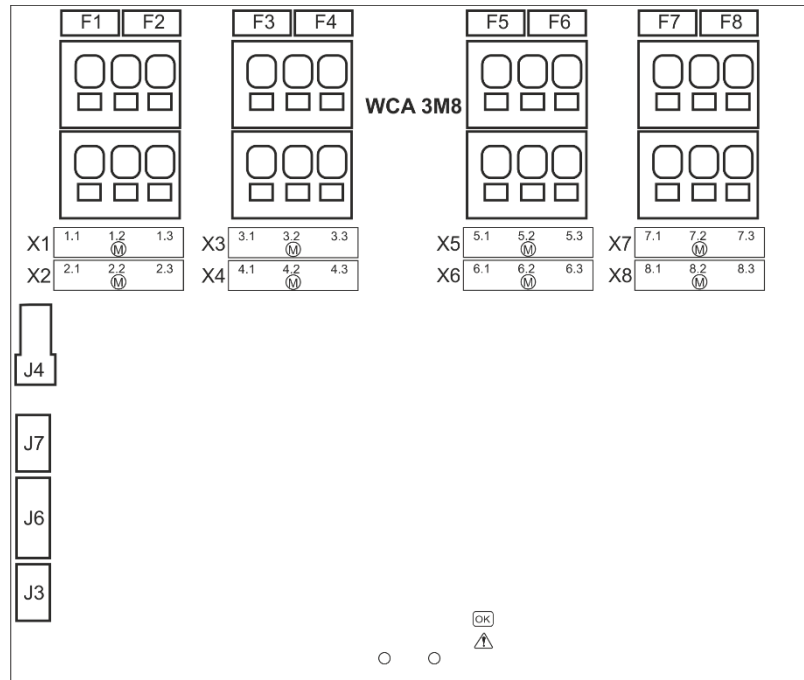 F1 F2 F3 F4 F5 F6 F7 F8
WCA 3M8
X1 1.1 1.2 1.3 X3 3.1 3.2 3.3 X5 5.1 5.2 5.3 X7 7.1 7.2 7.3
M M M M
X2 2.1 2.2 2.3 X4 4.1 4.2 4.3 X6 6.1 6.2 6.3 X8 8.1 8.2 8.3
M M M M
J4
J7
J6
J3
OK